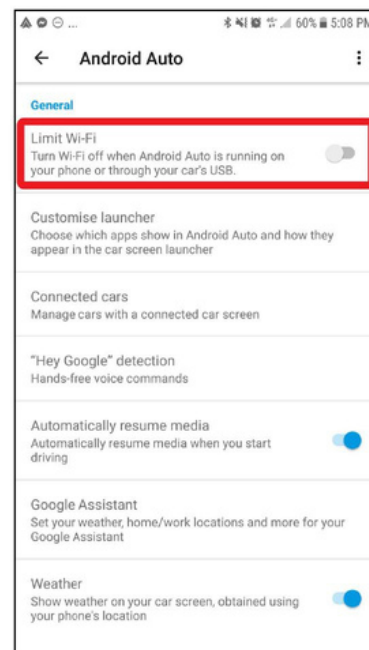 60% 5:08 PM
Android Auto
General
Limit Wi-Fi
Turn Wi-Fi off when Android Auto is running on
your phone or through your car's USB.
Customise launcher
Choose which apps show in Android Auto and how they
appear in the car screen launcher
Connected cars
Manage cars with a connected car screen
"Hey Google" detection
Hands-free voice commands
Automatically resume media
Automatically resume media when you start
driving
Google Assistant
Set your weather, home/work locations and more for your
Google Assistant
Weather
Show weather on your car screen, obtained using
your phone's location